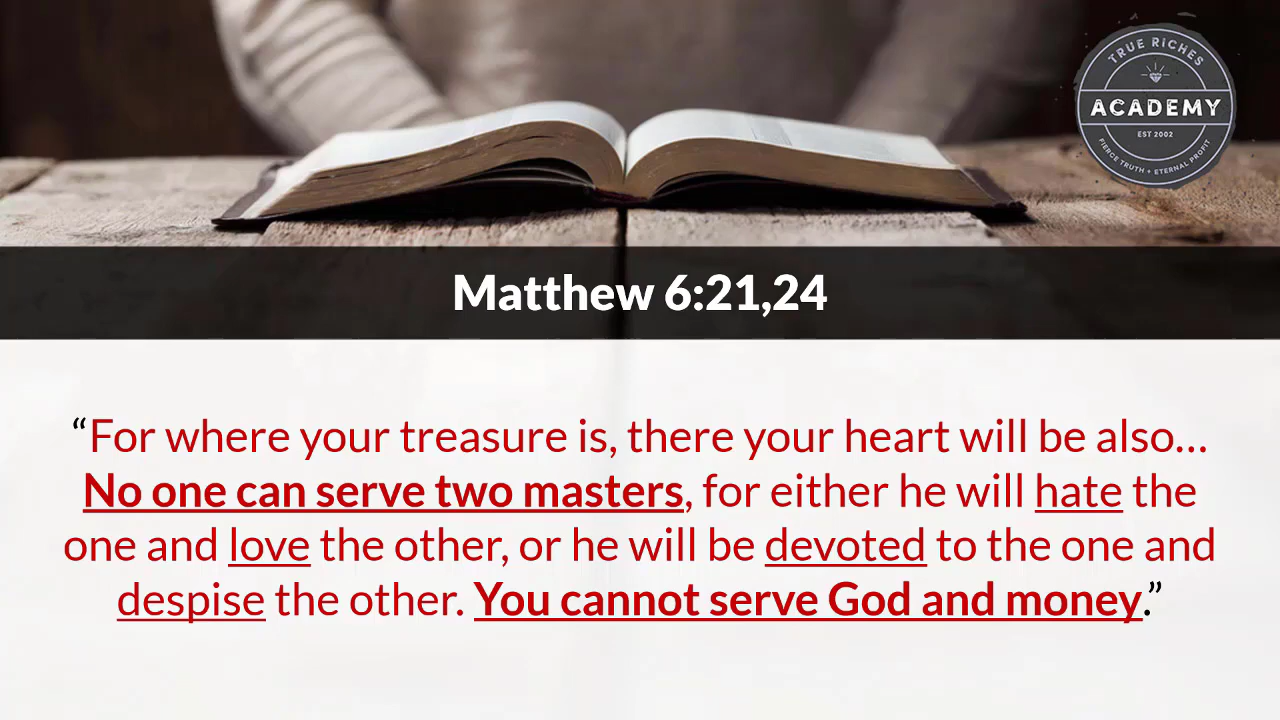 TRUE RICHES
ACADEMY
EST 2002
FIERCE TRUTH + ETERNAL PROFIT
Matthew 6:21,24
“For where your treasure is, there your heart will be also…
No one can serve two masters, for either he will hate the
one and love the other, or he will be devoted to the one and
despise the other. You cannot serve God and money.”